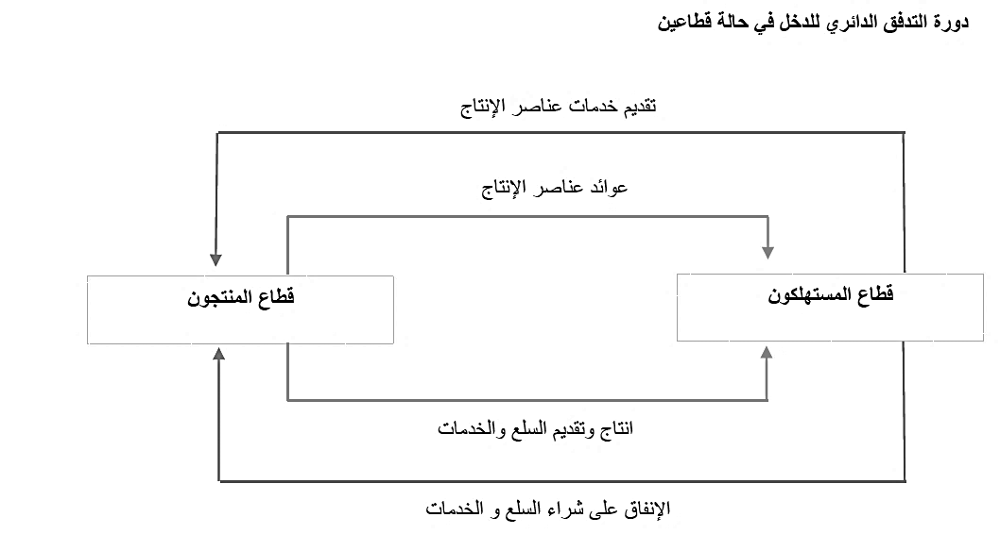 دورة التدفق الدائري للدخل في حالة قطاعين
تقديم خدمات عناصر الإنتاج
عوائد عناصر الإنتاج
قطاع المستهلكون
قطاع المنتجون
انتاج وتقديم السلع والخدمات
الإنفاق على شراء السلع و الخدمات